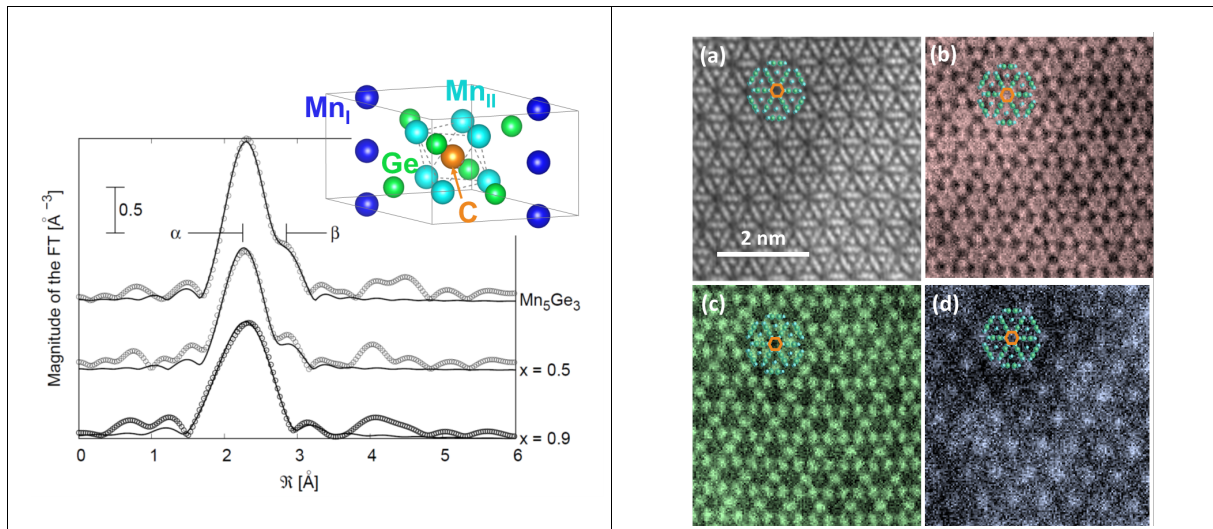 Mn_I
Mn_II
Ge
C
Magnitude of the FT [Å⁻³]
0.5
α
β
Mn₅Ge₃
x = 0.5
x = 0.9
0 1 2 3 4 5 6
ℜ [Å]
(a)
(b)
2 nm
(c)
(d)